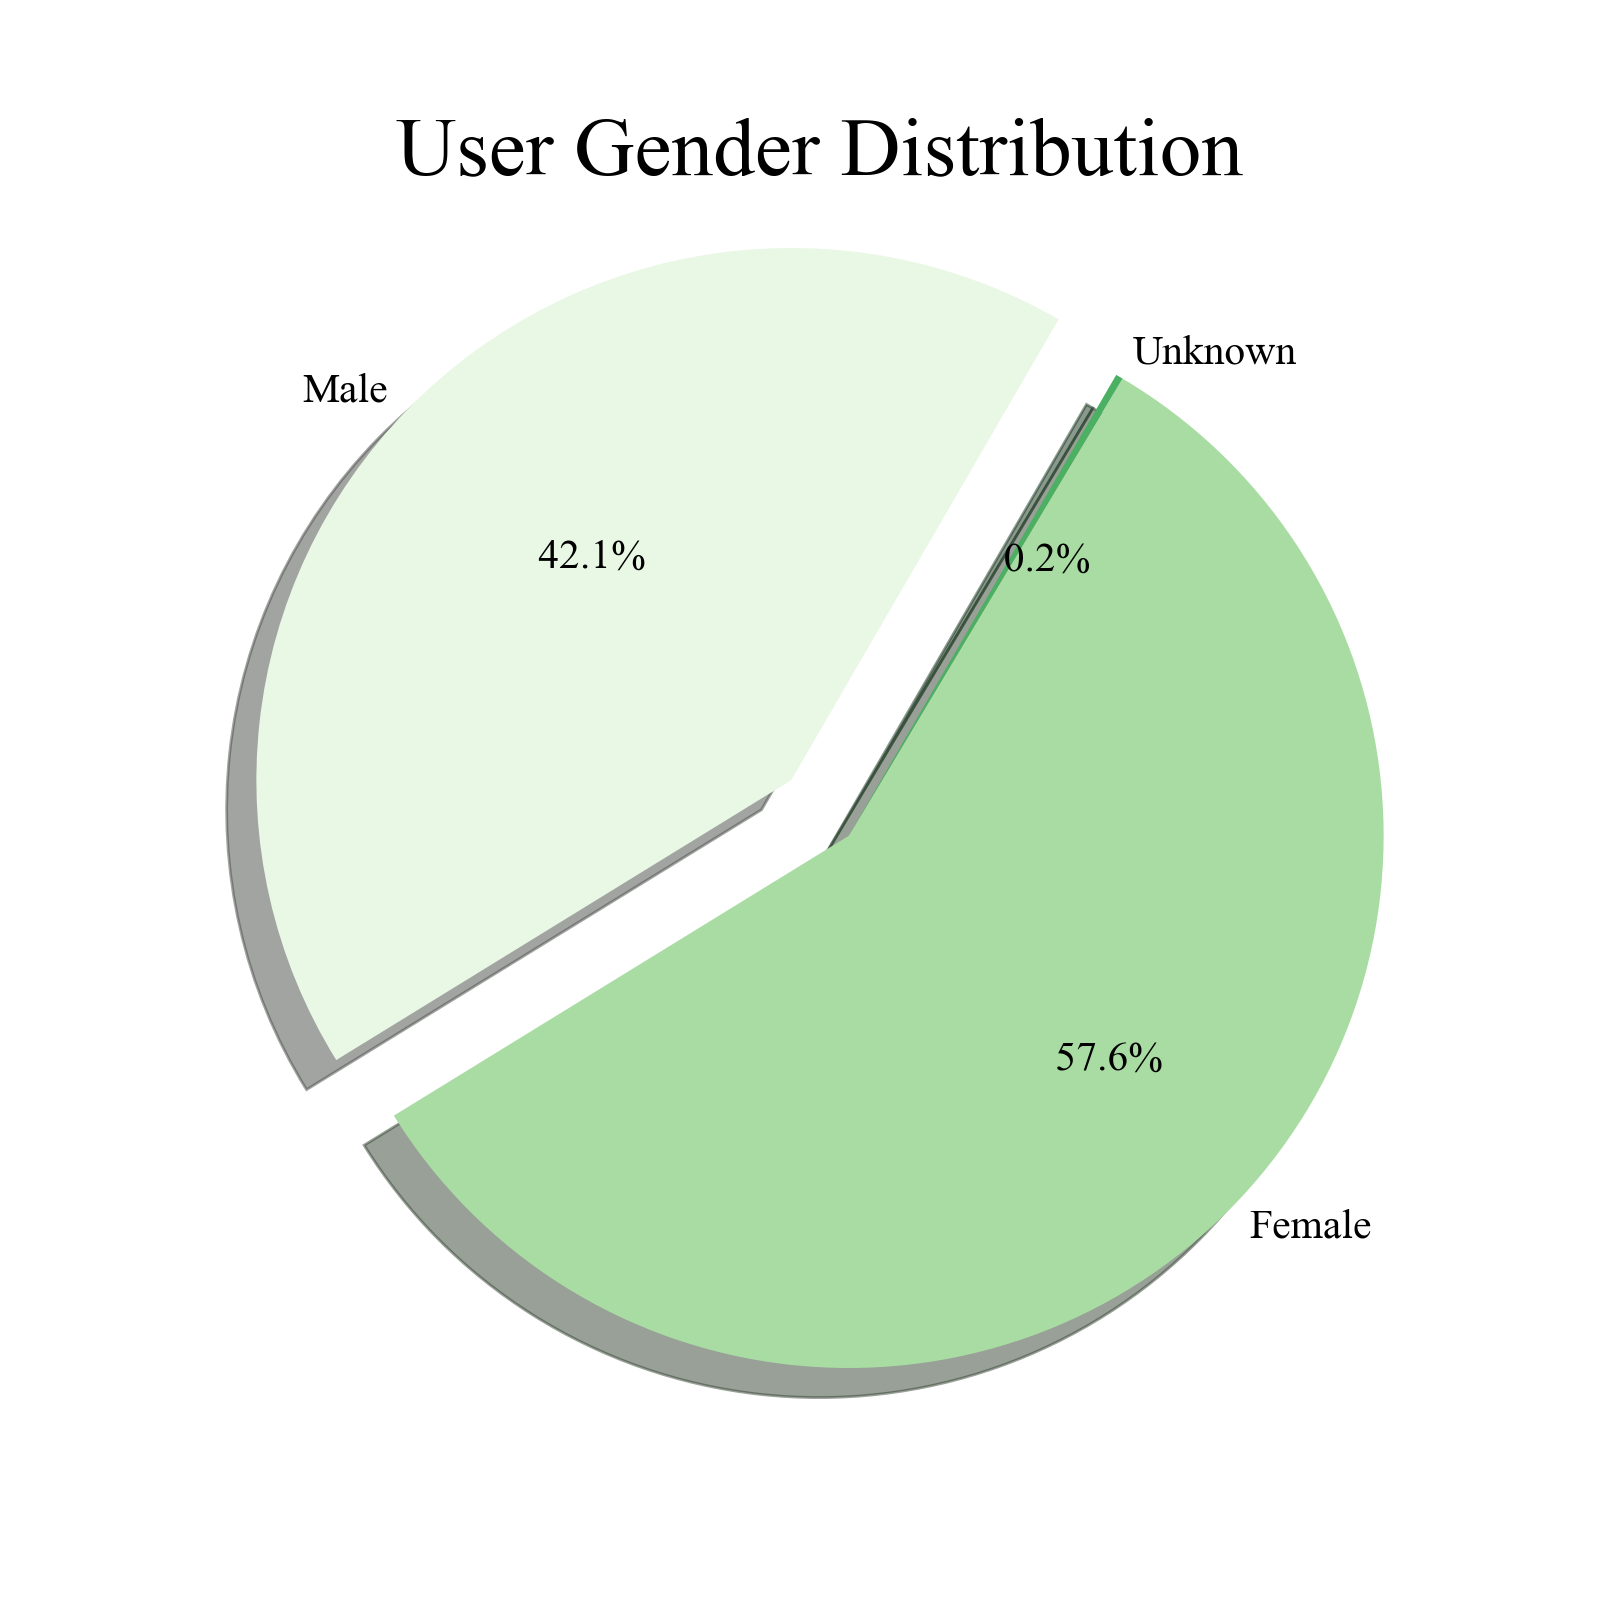 User Gender Distribution
Unknown
Male
42.1%
0.2%
57.6%
Female